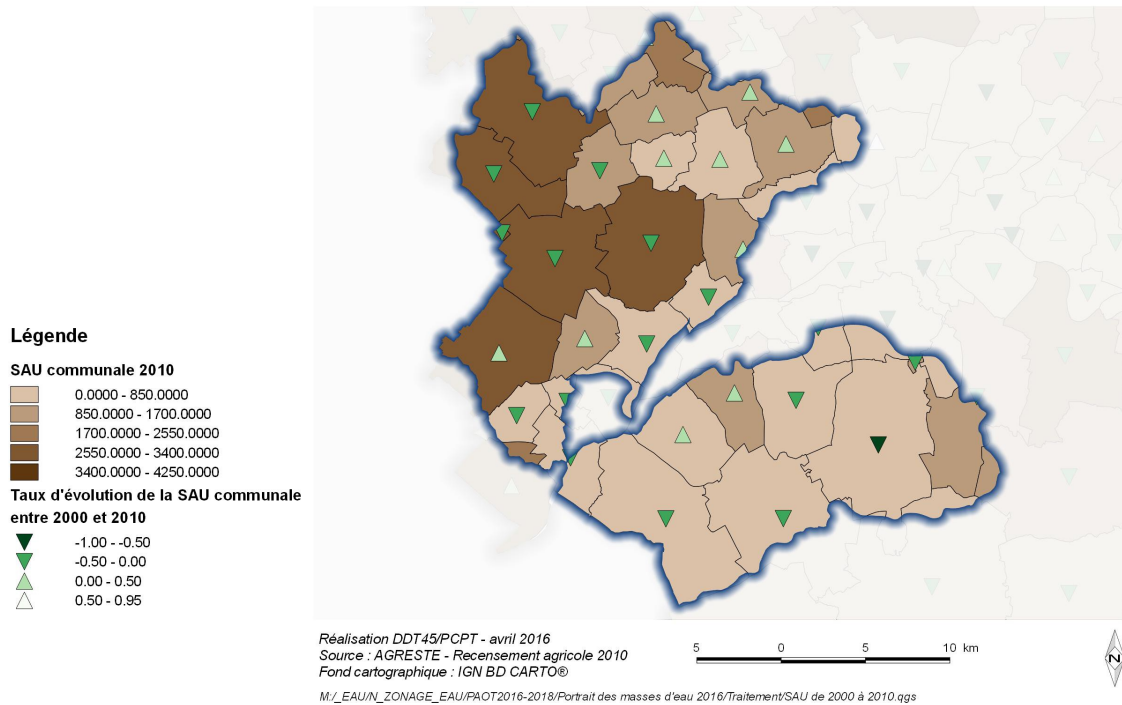 Légende
SAU communale 2010
0.0000 - 850.0000
850.0000 - 1700.0000
1700.0000 - 2550.0000
2550.0000 - 3400.0000
3400.0000 - 4250.0000
Taux d'évolution de la SAU communale
entre 2000 et 2010
-1.00 - -0.50
-0.50 - 0.00
0.00 - 0.50
0.50 - 0.95
Réalisation DDT45/PCPT - avril 2016
Source : AGRESTE - Recensement agricole 2010
Fond cartographique : IGN BD CARTO®
5 0 5 10 km
N
M:/_EAU/N_ZONAGE_EAU/PAOT2016-2018/Portrait des masses d'eau 2016/Traitement/SAU de 2000 à 2010.qgs